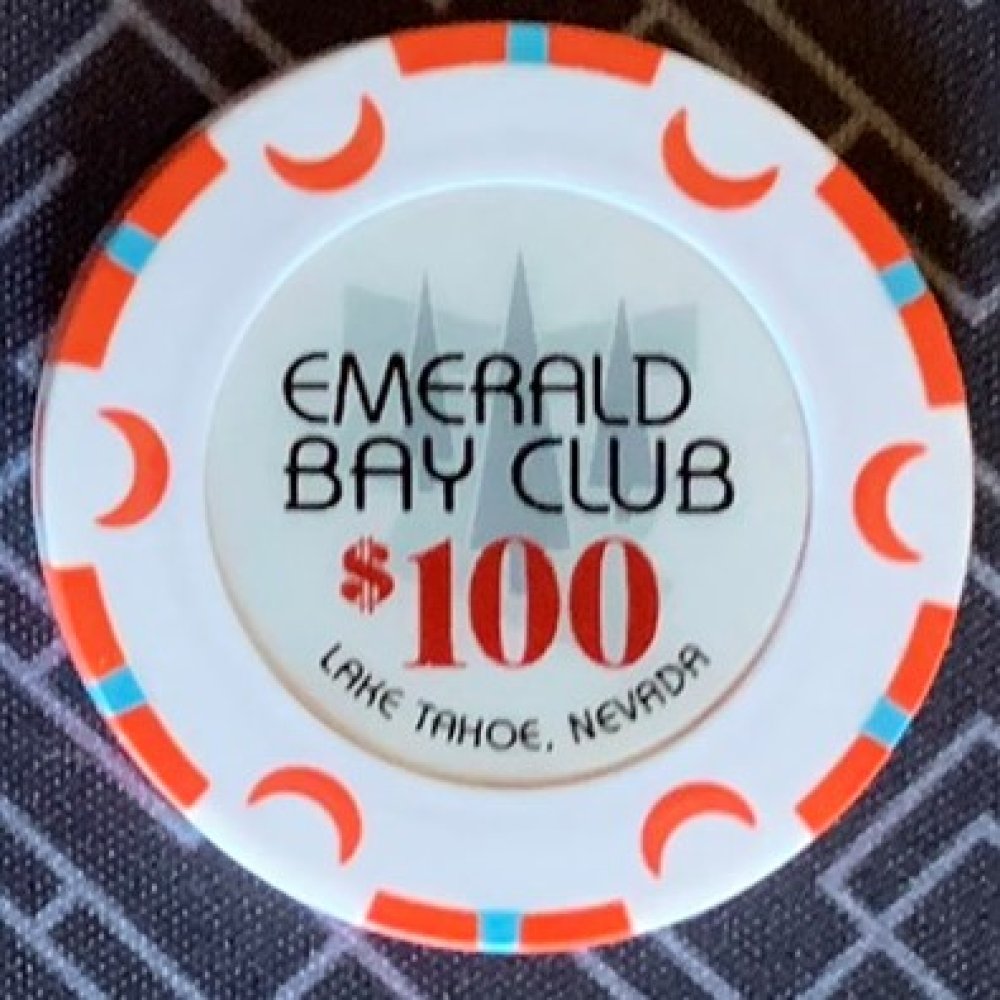 EMERALD
BAY CLUB
$100
LAKE TAHOE, NEVADA